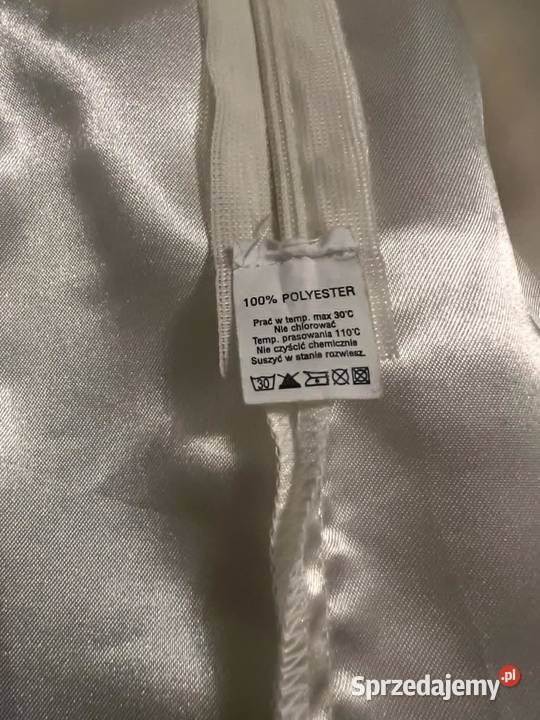 100% POLYESTER
Prać w temp. max 30°C
Nie chlorować
Temp. prasowania 110°C
Nie czyścić chemicznie
Suszyć w stanie rozwiesz.
30
Sprzedajemy.pl